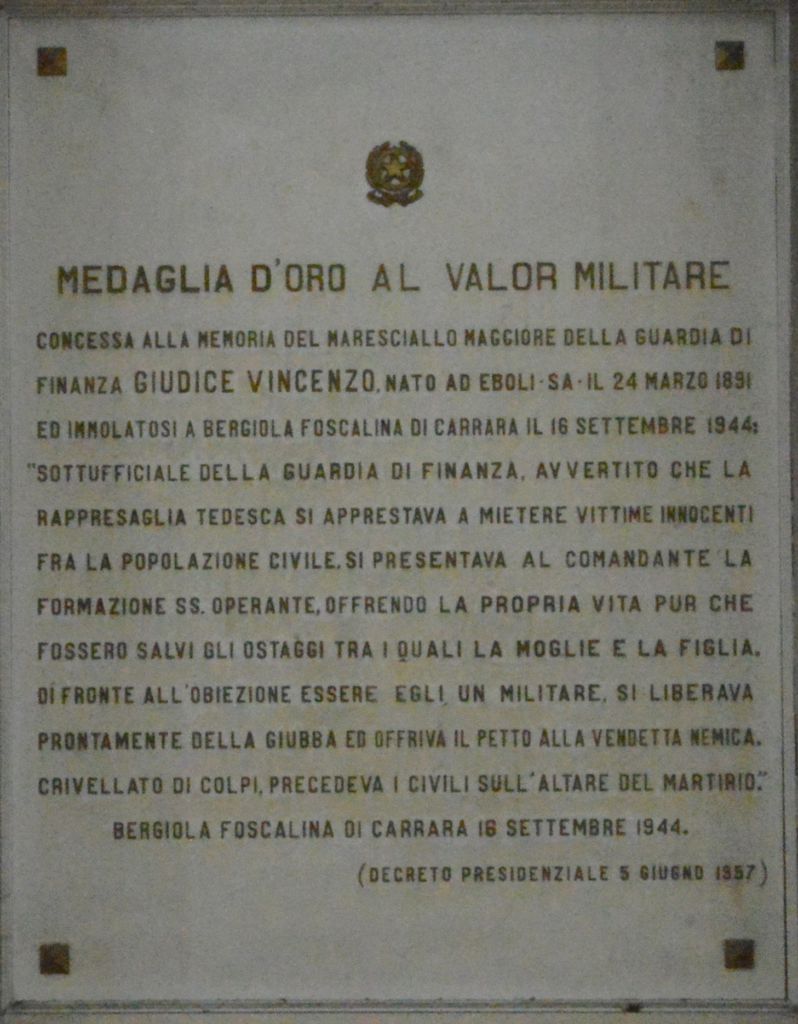 MEDAGLIA D'ORO AL VALOR MILITARE
CONCESSA ALLA MEMORIA DEL MARESCIALLO MAGGIORE DELLA GUARDIA DI
FINANZA GIUDICE VINCENZO, NATO AD EBOLI-SA-IL 24 MARZO 1891
ED IMMOLATOSI A BERGIOLA FOSCALINA DI CARRARA IL 16 SETTEMBRE 1944:
"SOTTUFFICIALE DELLA GUARDIA DI FINANZA, AVVERTITO CHE LA
RAPPRESAGLIA TEDESCA SI APPRESTAVA A MIETERE VITTIME INNOCENTI
FRA LA POPOLAZIONE CIVILE, SI PRESENTAVA AL COMANDANTE LA
FORMAZIONE SS. OPERANTE, OFFRENDO LA PROPRIA VITA PUR CHE
FOSSERO SALVI GLI OSTAGGI TRA I QUALI LA MOGLIE E LA FIGLIA.
DI FRONTE ALL'OBIEZIONE ESSERE EGLI UN MILITARE, SI LIBERAVA
PRONTAMENTE DELLA GIUBBA ED OFFRIVA IL PETTO ALLA VENDETTA NEMICA.
CRIVELLATO DI COLPI, PRECEDEVA I CIVILI SULL'ALTARE DEL MARTIRIO."
BERGIOLA FOSCALINA DI CARRARA 16 SETTEMBRE 1944.
(DECRETO PRESIDENZIALE 5 GIUGNO 1957)